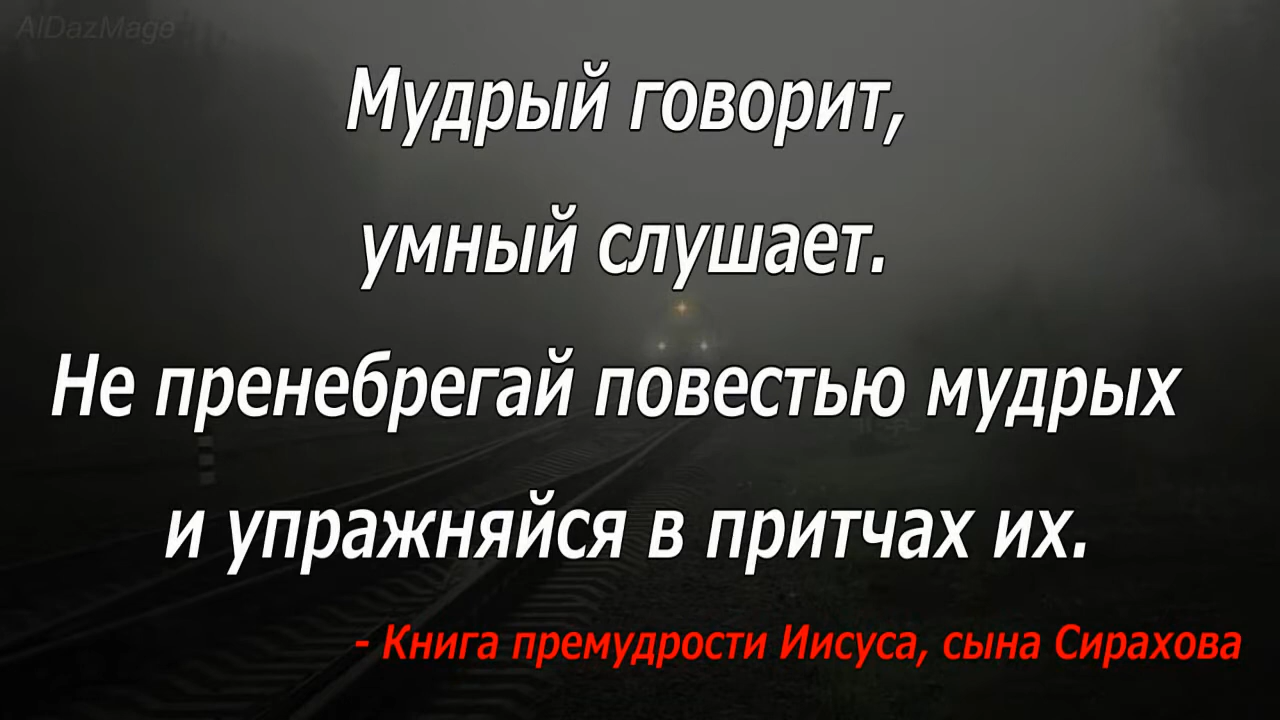 AlDazMage
Мудрый говорит,
умный слушает.
Не пренебрегай повестью мудрых
и упражняйся в притчах их.
- Книга премудрости Иисуса, сына Сирахова